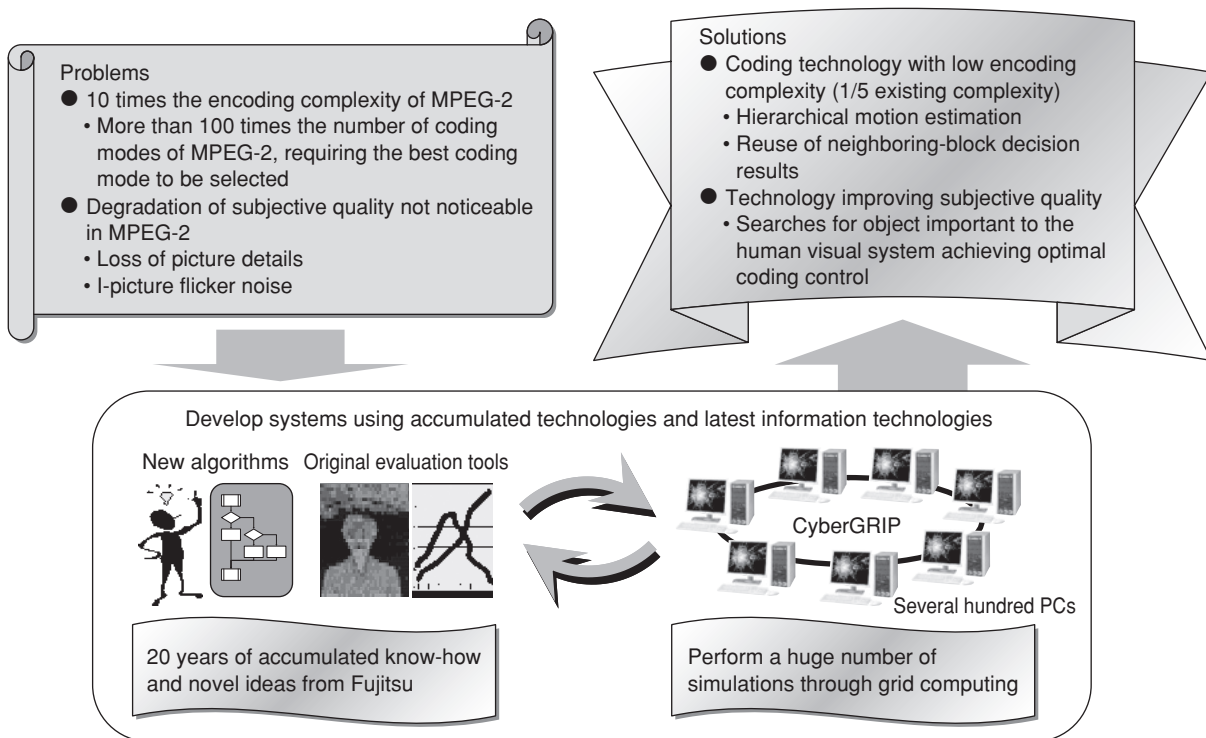 Problems
● 10 times the encoding complexity of MPEG-2
• More than 100 times the number of coding
modes of MPEG-2, requiring the best coding
mode to be selected
● Degradation of subjective quality not noticeable
in MPEG-2
• Loss of picture details
• I-picture flicker noise
Solutions
● Coding technology with low encoding
complexity (1/5 existing complexity)
• Hierarchical motion estimation
• Reuse of neighboring-block decision
results
● Technology improving subjective quality
• Searches for object important to the
human visual system achieving optimal
coding control
Develop systems using accumulated technologies and latest information technologies
New algorithms
Original evaluation tools
CyberGRIP
Several hundred PCs
20 years of accumulated know-how
and novel ideas from Fujitsu
Perform a huge number of
simulations through grid computing